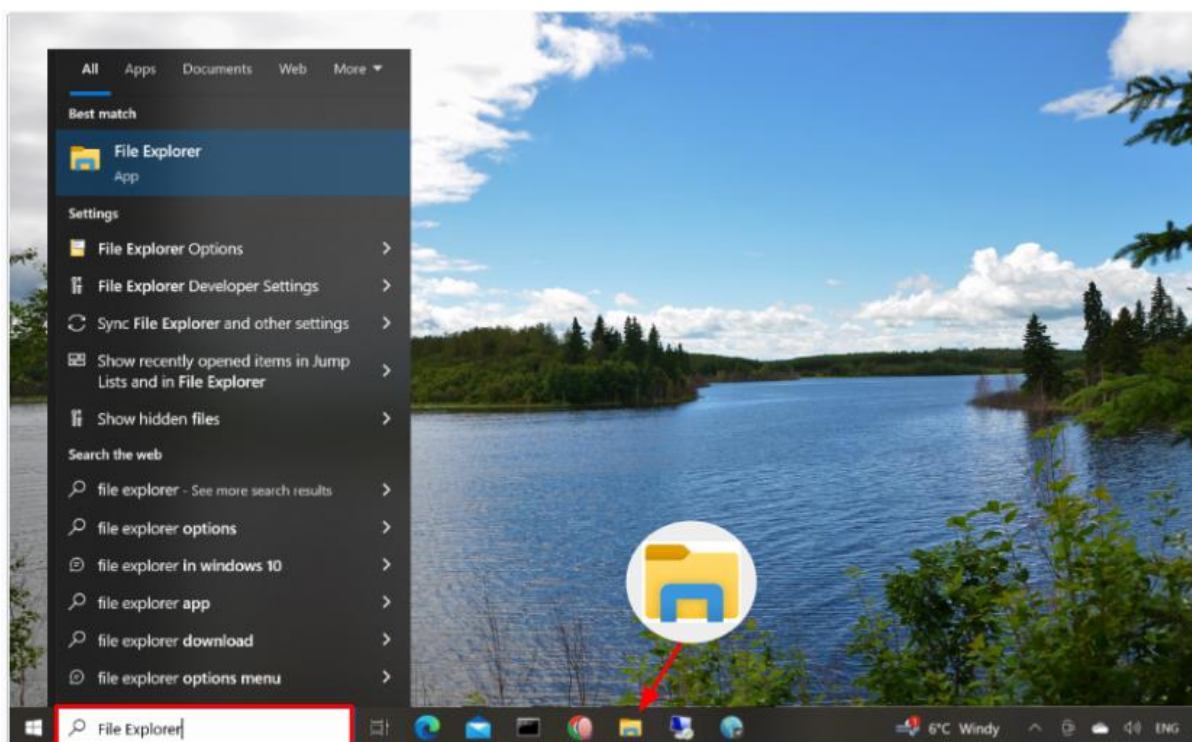 All Apps Documents Web More
Best match
File Explorer
App
Settings
File Explorer Options
File Explorer Developer Settings
Sync File Explorer and other settings
Show recently opened items in Jump
Lists and in File Explorer
Show hidden files
Search the web
file explorer - See more search results
file explorer options
file explorer in windows 10
file explorer app
file explorer download
file explorer options menu
File Explorer
6°C Windy ENG